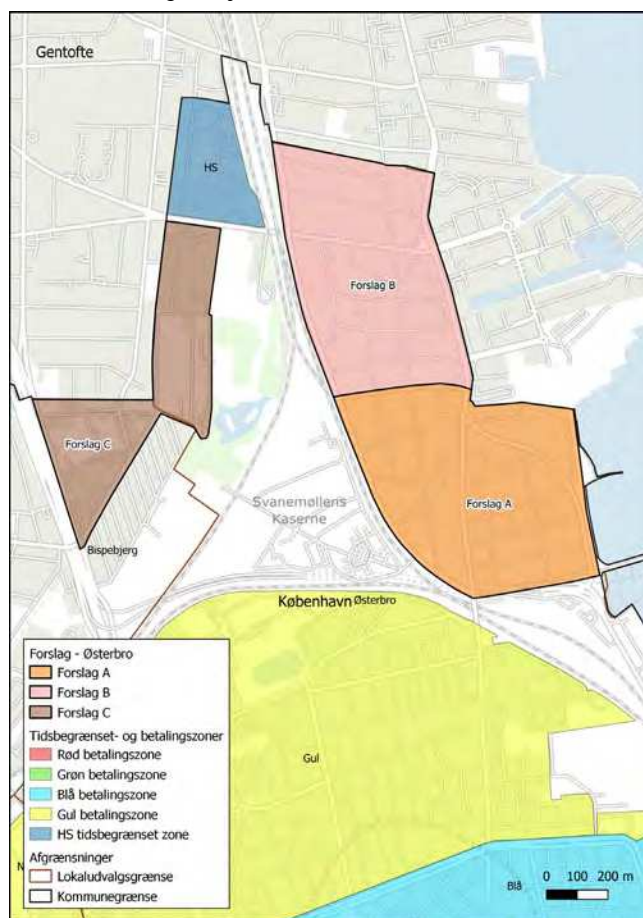 Gentofte
HS
Forslag B
Forslag C
Svanemøllens
Kaserne
Forslag A
Bispebjerg
København Østerbro
Forslag - Østerbro
Forslag A
Forslag B
Forslag C
Tidsbegrænset- og betalingszoner
Rød betalingszone
Grøn betalingszone
Blå betalingszone
Gul betalingszone
HS tidsbegrænset zone
Afgrænsninger
Lokaludvalgsgrænse
Kommunegrænse
Gul
N
Blå
0 100 200 m